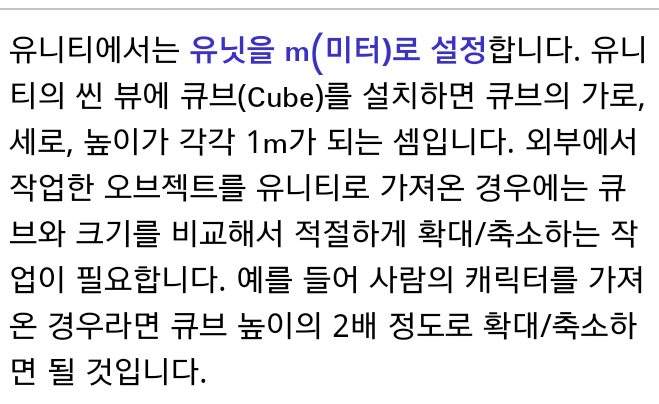 유니티에서는 유닛을 m(미터)로 설정합니다. 유니
티의 씬 뷰에 큐브(Cube)를 설치하면 큐브의 가로,
세로, 높이가 각각 1m가 되는 셈입니다. 외부에서
작업한 오브젝트를 유니티로 가져온 경우에는 큐
브와 크기를 비교해서 적절하게 확대/축소하는 작
업이 필요합니다. 예를 들어 사람의 캐릭터를 가져
온 경우라면 큐브 높이의 2배 정도로 확대/축소하
면 될 것입니다.